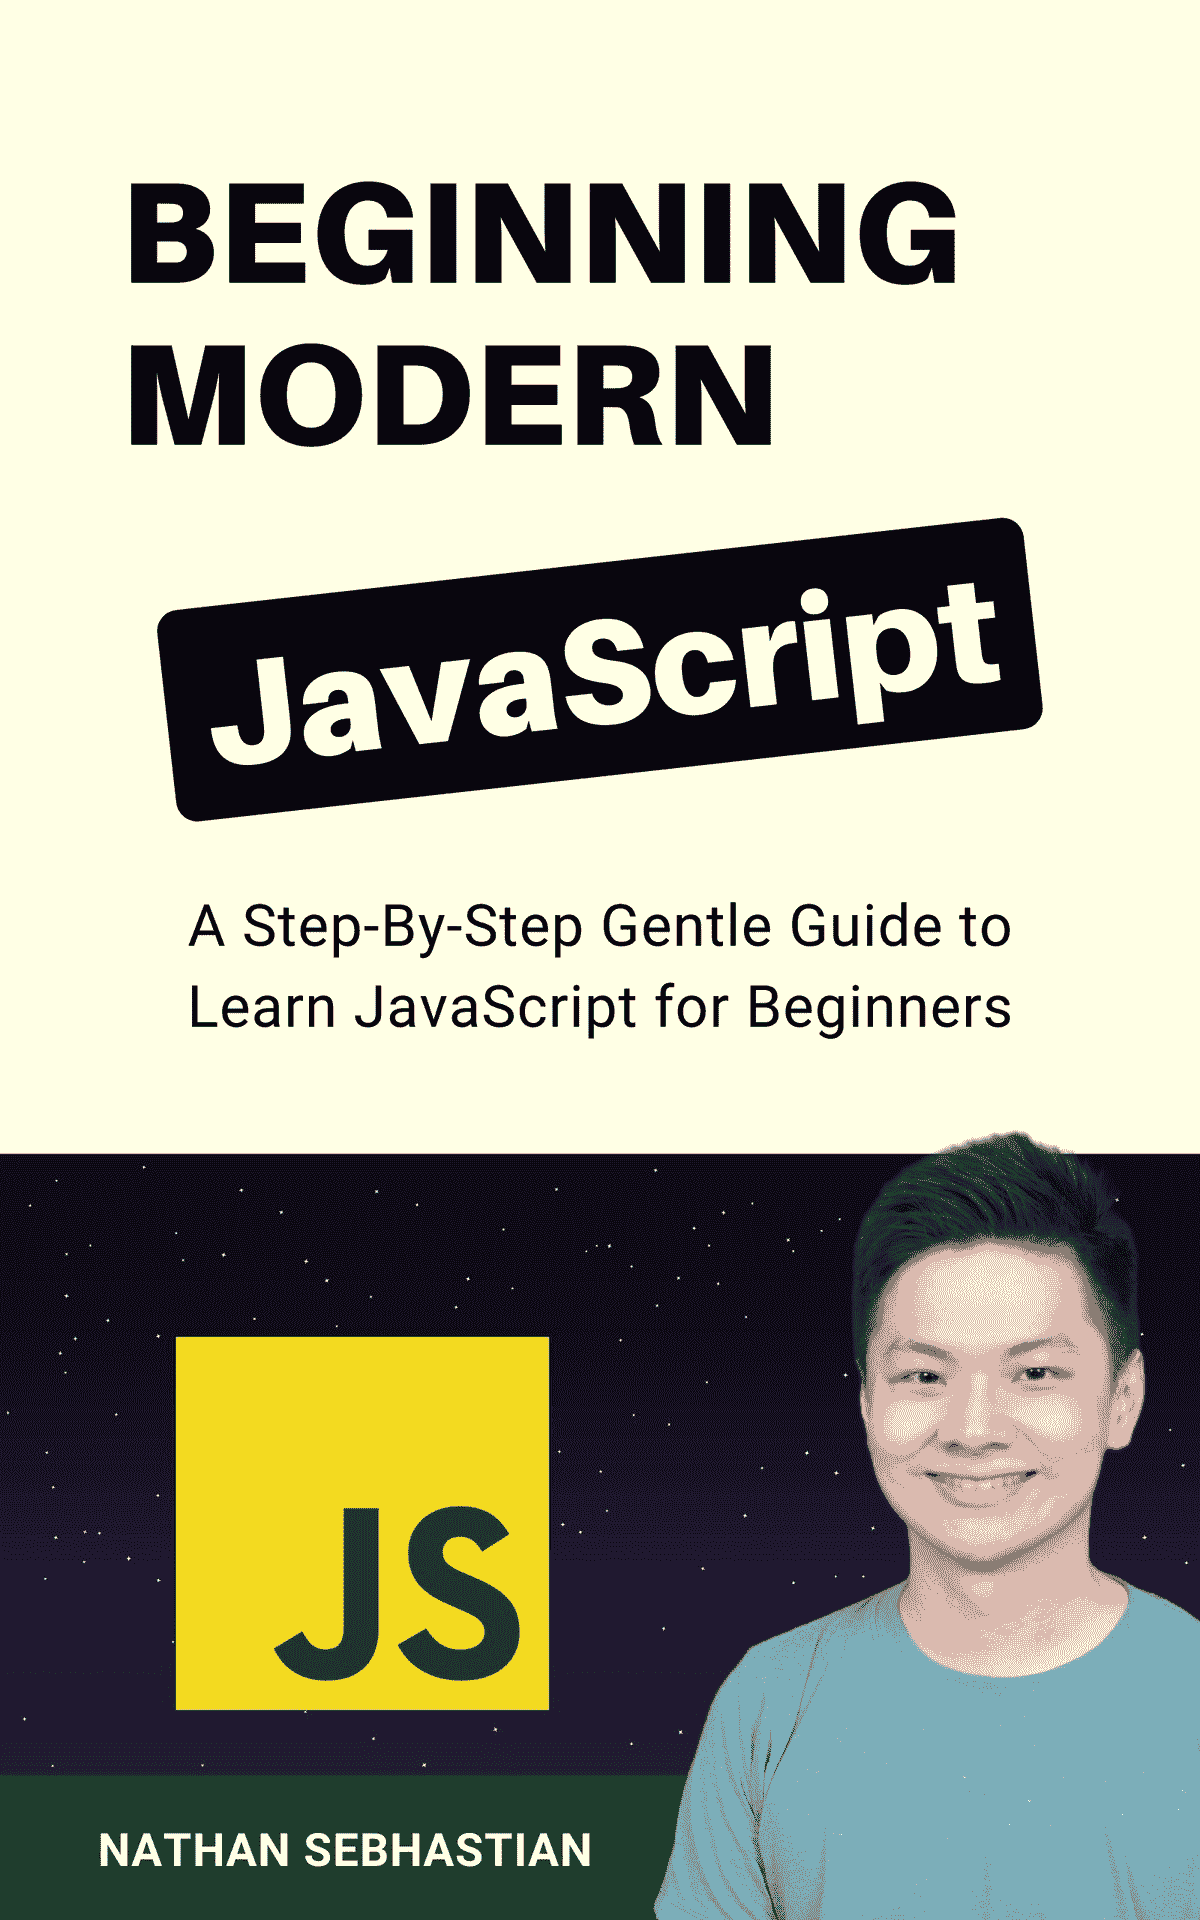 BEGINNING
MODERN
JavaScript
A Step-By-Step Gentle Guide to
Learn JavaScript for Beginners
JS
NATHAN SEBHASTIAN